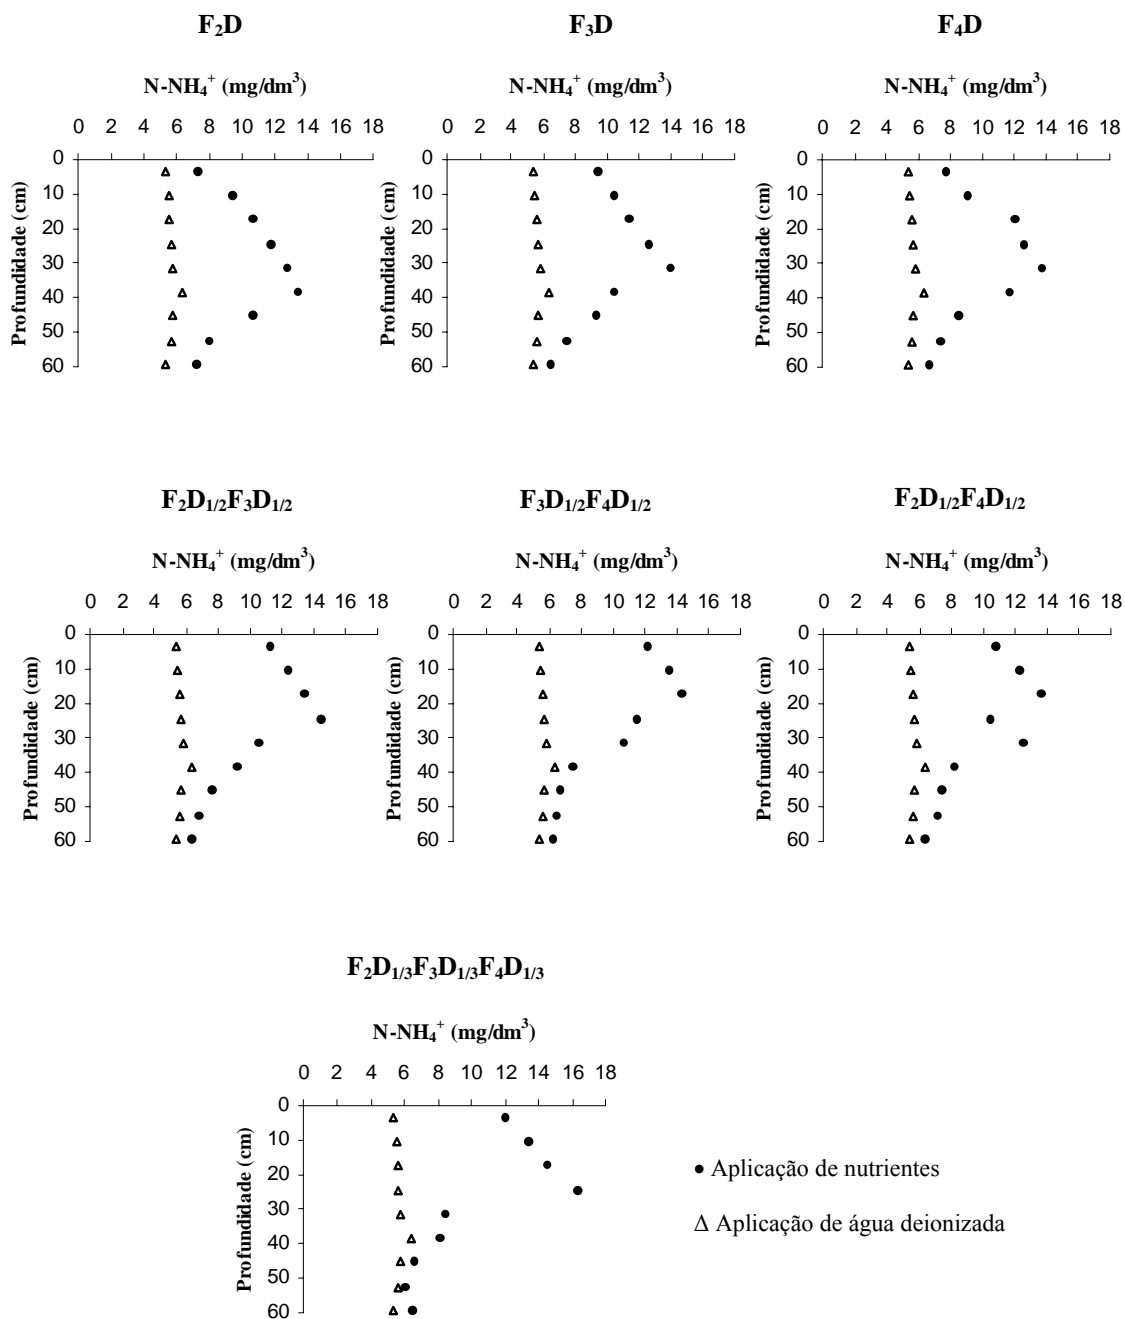 F₂D F₃D F₄D
N-NH₄⁺ (mg/dm³) N-NH₄⁺ (mg/dm³) N-NH₄⁺ (mg/dm³)
0 2 4 6 8 10 12 14 16 18 0 2 4 6 8 10 12 14 16 18 0 2 4 6 8 10 12 14 16 18
Profundidade (cm)
0
10
20
30
40
50
60
Profundidade (cm)
0
10
20
30
40
50
60
Profundidade (cm)
0
10
20
30
40
50
60
F₂D₁/₂F₃D₁/₂ F₃D₁/₂F₄D₁/₂ F₂D₁/₂F₄D₁/₂
N-NH₄⁺ (mg/dm³) N-NH₄⁺ (mg/dm³) N-NH₄⁺ (mg/dm³)
0 2 4 6 8 10 12 14 16 18 0 2 4 6 8 10 12 14 16 18 0 2 4 6 8 10 12 14 16 18
Profundidade (cm)
0
10
20
30
40
50
60
Profundidade (cm)
0
10
20
30
40
50
60
Profundidade (cm)
0
10
20
30
40
50
60
F₂D₁/₃F₃D₁/₃F₄D₁/₃
N-NH₄⁺ (mg/dm³)
0 2 4 6 8 10 12 14 16 18
Profundidade (cm)
0
10
20
30
40
50
60
● Aplicação de nutrientes
Δ Aplicação de água deionizada